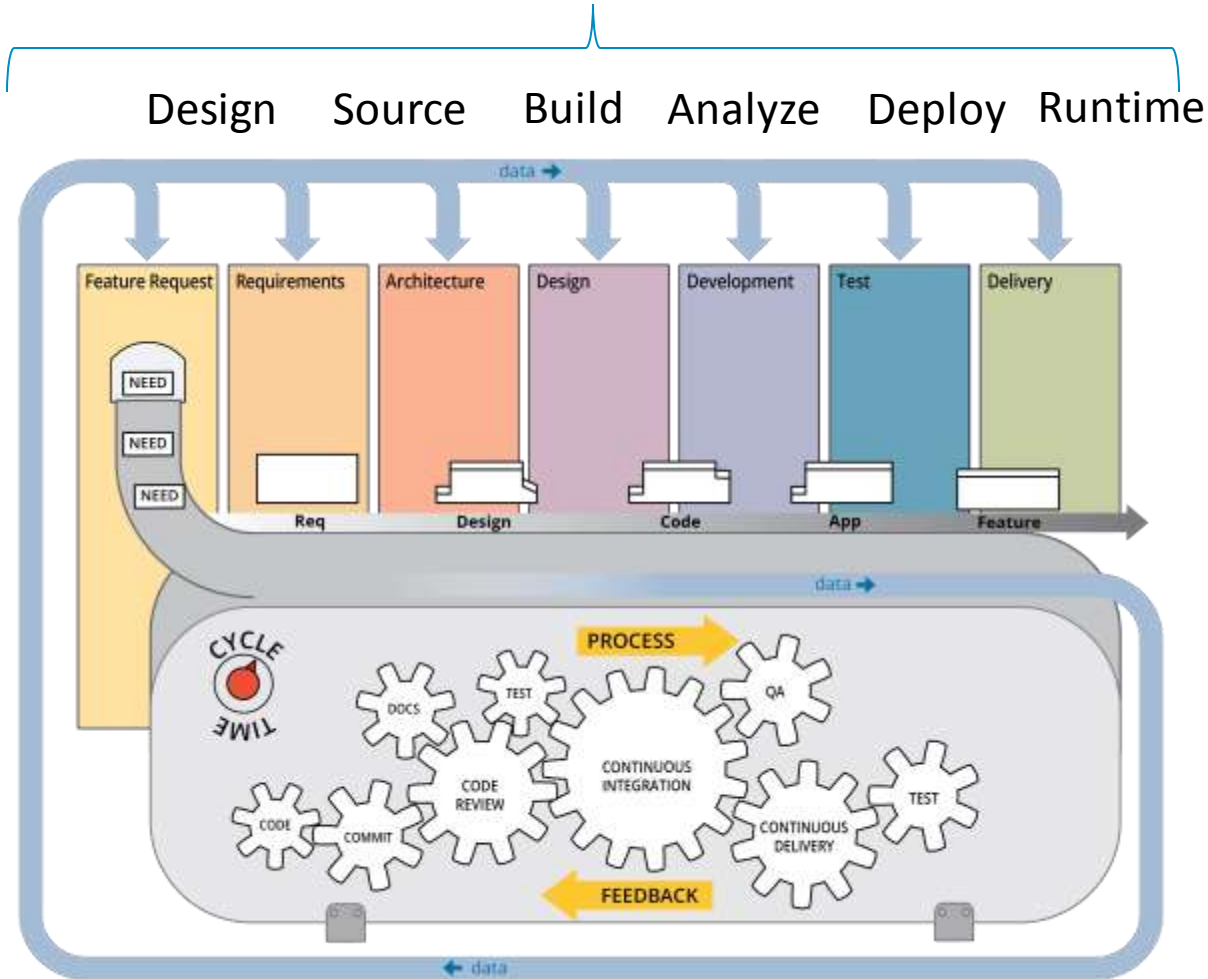 Design Source Build Analyze Deploy Runtime
data
Feature Request Requirements Architecture Design Development Test Delivery
NEED
NEED
NEED
Req Design Code App Feature
data
CYCLE
TIME
PROCESS
DOCS
TEST
QA
CODE
REVIEW
CONTINUOUS
INTEGRATION
CODE
COMMIT
CONTINUOUS
DELIVERY
TEST
FEEDBACK
data